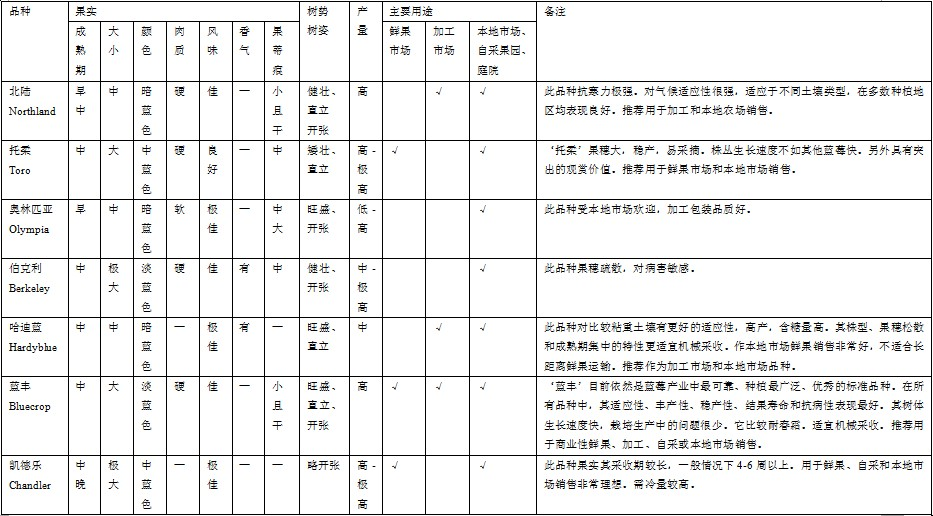 品种
果实
树势
树姿
产量
主要用途
备注
成熟期
大小
颜色
肉质
风味
香气
果蒂痕
鲜果
市场
加工
市场
本地市场、
自采果园、
庭院
北陆
Northland
早中
中
暗蓝色
硬
佳
—
小且干
健壮、
直立
开张
高
√
√
此品种抗寒力极强。对气候适应性很强，适应于不同土壤类型，在多数种植地
区均表现良好。推荐用于加工和本地农场销售。
托柔
Toro
中
大
中蓝色
硬
良好
—
中
矮壮、
直立
高-极高
√
√
‘托柔’果穗大，稳产，易采摘。株丛生长速度不如其他蓝莓快。另外具有突
出的观赏价值。推荐用于鲜果市场和本地市场销售。
奥林匹亚
Olympia
早
中
暗蓝色
软
极佳
—
中大
旺盛、
开张
低-高
√
此品种受本地市场欢迎，加工包装品质好。
伯克利
Berkeley
中
极大
淡蓝色
硬
佳
有
中
健壮、
开张
中-极高
√
此品种果穗疏散，对病害敏感。
哈迪蓝
Hardyblue
中
中
暗蓝色
—
极佳
有
—
旺盛、
直立
中
√
√
此品种对比较粘重土壤有更好的适应性，高产，含糖量高。其株型、果穗松散
和成熟期集中的特性更适宜机械采收。作本地市场鲜果销售非常好，不适合长
距离鲜果运输。推荐作为加工市场和本地市场品种。
蓝丰
Bluecrop
中
大
淡蓝色
硬
佳
—
小且干
旺盛、
直立、
开张
高
√
√
√
‘蓝丰’目前依然是蓝莓产业中最可靠、种植最广泛、优秀的标准品种。在所
有品种中，其适应性、丰产性、稳产性、结果寿命和抗病性表现最好。其树体
生长速度快，栽培生产中的问题很少。它比较耐春霜。适宜机械采收。推荐用
于商业性鲜果、加工、自采或本地市场销售。
凯德乐
Chandler
中晚
极大
中蓝色
—
极佳
—
—
略开张
高-极高
√
√
此品种果实其采收期较长，一般情况下 4-6 周以上。用于鲜果、自采和本地市
场销售非常理想。需冷量较高。